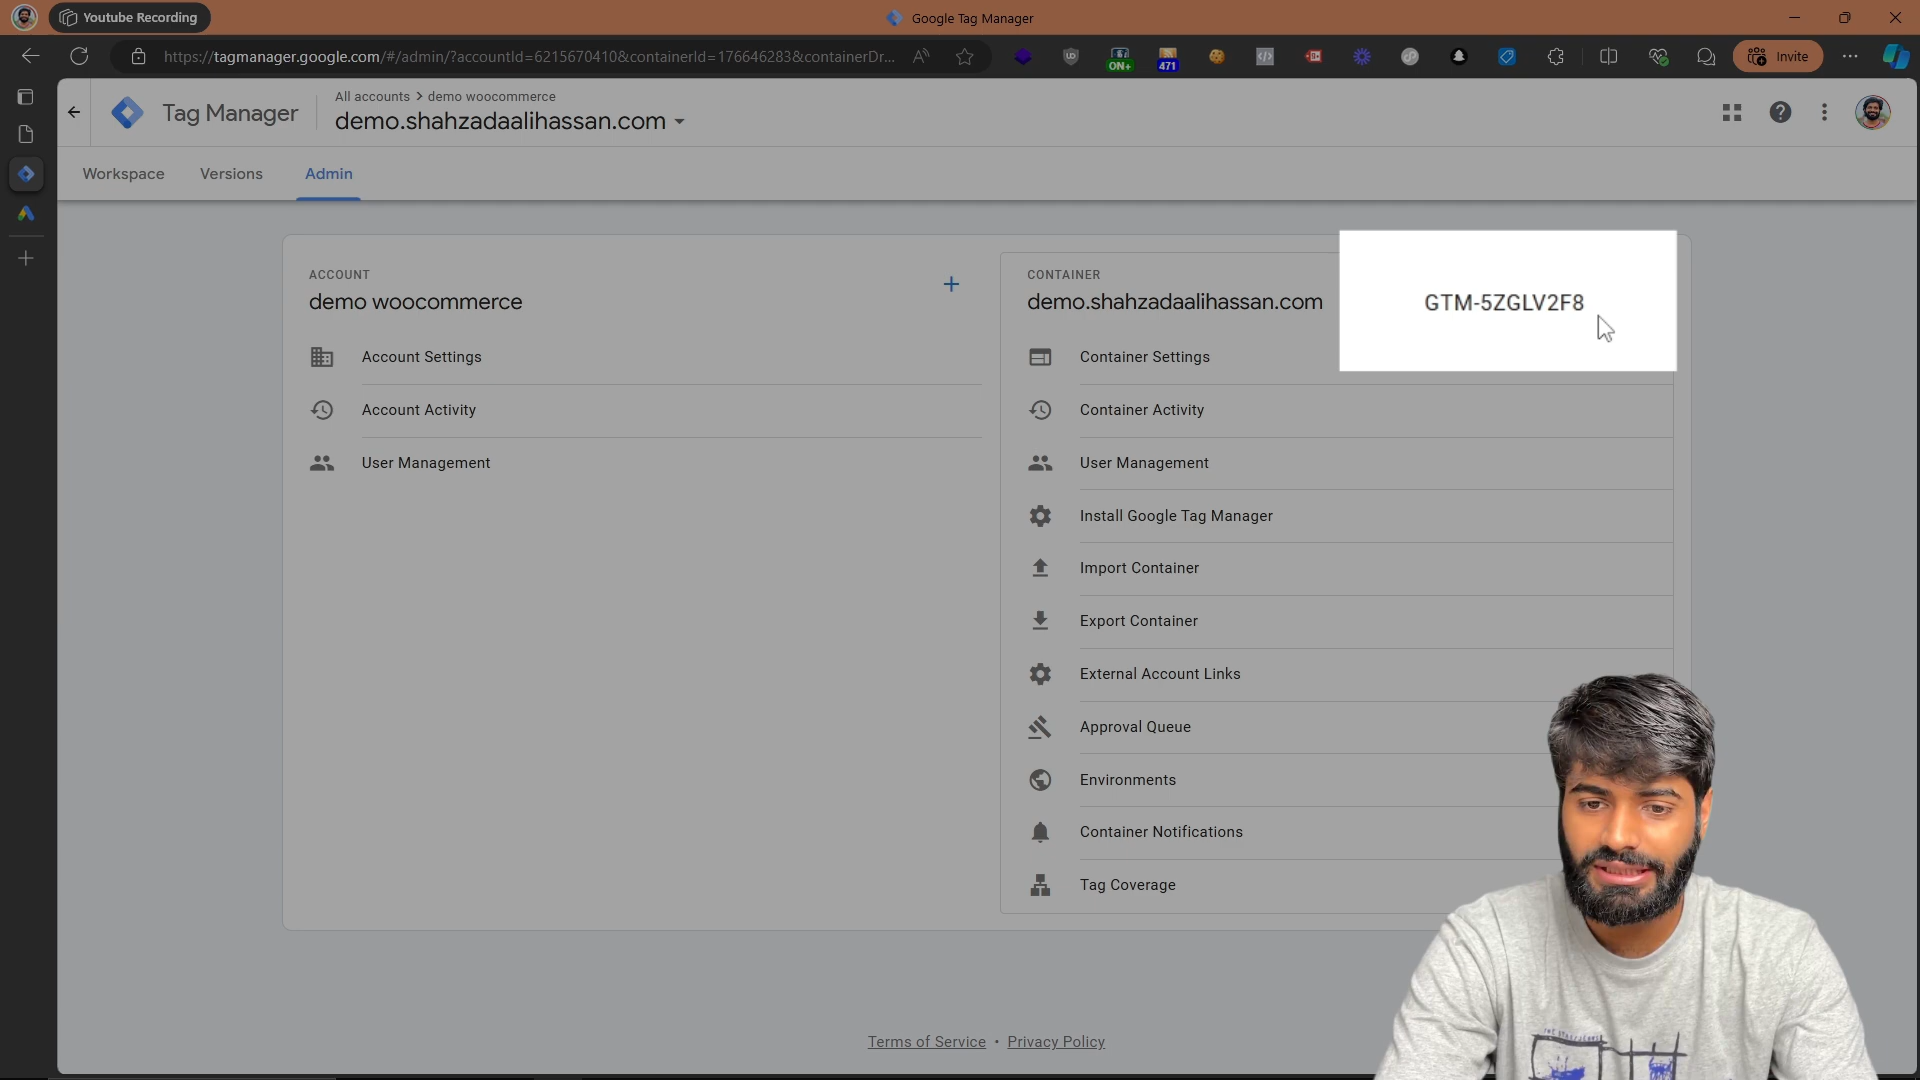 Youtube Recording
Google Tag Manager
https://tagmanager.google.com/#/admin/?accountId=6215670410&containerId=176646283&containerDr...
ON+
471
Invite
Tag Manager
All accounts > demo woocommerce
demo.shahzadaalihassan.com
Workspace
Versions
Admin
ACCOUNT
demo woocommerce
Account Settings
Account Activity
User Management
CONTAINER
demo.shahzadaalihassan.com
GTM-5ZGLV2F8
Container Settings
Container Activity
User Management
Install Google Tag Manager
Import Container
Export Container
External Account Links
Approval Queue
Environments
Container Notifications
Tag Coverage
Terms of Service • Privacy Policy